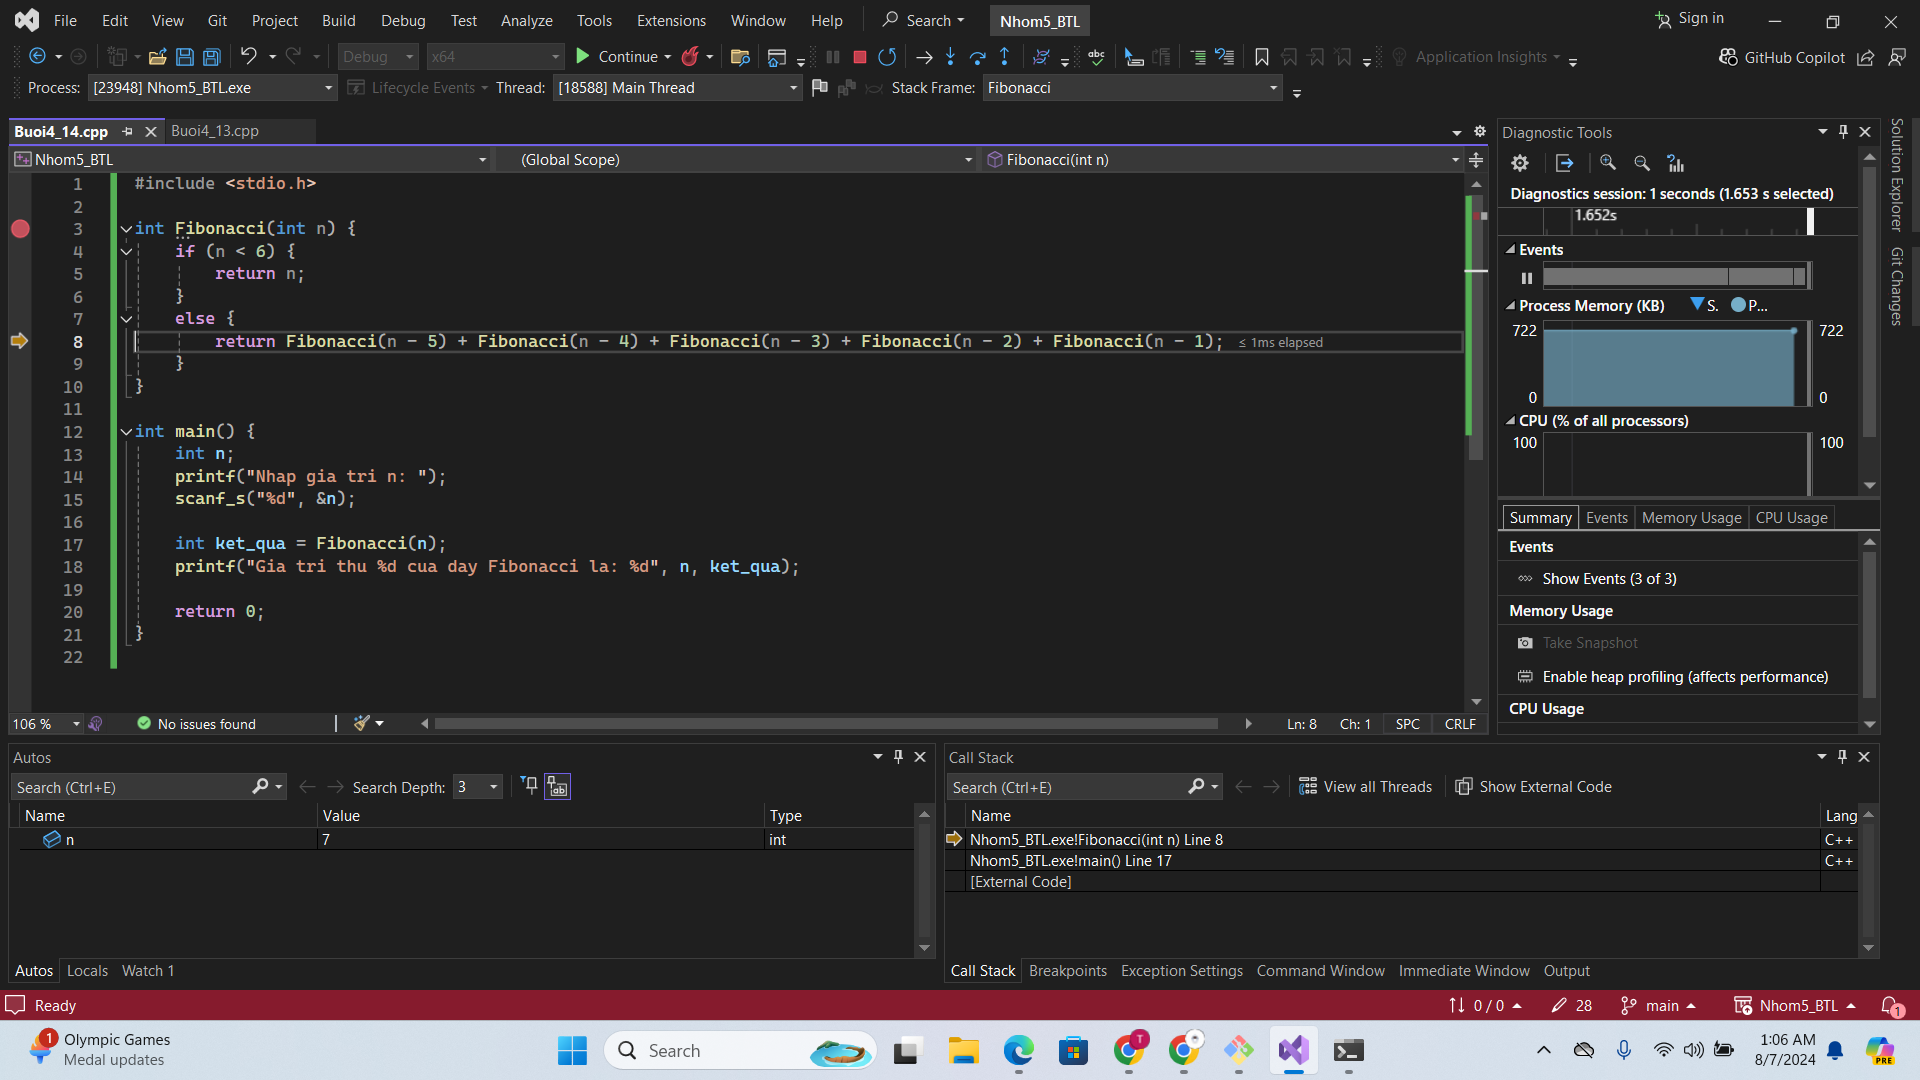 File Edit View Git Project Build Debug Test Analyze Tools Extensions Window Help Search Nhom5_BTL Sign in
Debug x64 Continue abc Application Insights GitHub Copilot
Process: [23948] Nhom5_BTL.exe Lifecycle Events Thread: [18588] Main Thread Stack Frame: Fibonacci
Buoi4_14.cpp Buoi4_13.cpp
Nhom5_BTL (Global Scope) Fibonacci(int n)
1 #include <stdio.h>
2
3 int Fibonacci(int n) {
4 if (n < 6) {
5 return n;
6 }
7 else {
8 return Fibonacci(n - 5) + Fibonacci(n - 4) + Fibonacci(n - 3) + Fibonacci(n - 2) + Fibonacci(n - 1); ≤ 1ms elapsed
9 }
10 }
11
12 int main() {
13 int n;
14 printf("Nhap gia tri n: ");
15 scanf_s("%d", &n);
16
17 int ket_qua = Fibonacci(n);
18 printf("Gia tri thu %d cua day Fibonacci la: %d", n, ket_qua);
19
20 return 0;
21 }
22
106 % No issues found Ln: 8 Ch: 1 SPC CRLF
Diagnostic Tools
Diagnostics session: 1 seconds (1.653 s selected)
1.652s
Events
Process Memory (KB) S. P...
722 722
0 0
CPU (% of all processors)
100 100
Summary Events Memory Usage CPU Usage
Events
Show Events (3 of 3)
Memory Usage
Take Snapshot
Enable heap profiling (affects performance)
CPU Usage
Solution Explorer
Git Changes
Autos
Search (Ctrl+E) Search Depth: 3
Name Value Type
n 7 int
Autos Locals Watch 1
Call Stack
Search (Ctrl+E) View all Threads Show External Code
Name Lang
Nhom5_BTL.exe!Fibonacci(int n) Line 8 C++
Nhom5_BTL.exe!main() Line 17 C++
[External Code]
Call Stack Breakpoints Exception Settings Command Window Immediate Window Output
Ready 0 / 0 28 main Nhom5_BTL 1
1 Olympic Games
Medal updates
Search
T
1:06 AM
8/7/2024
PRE